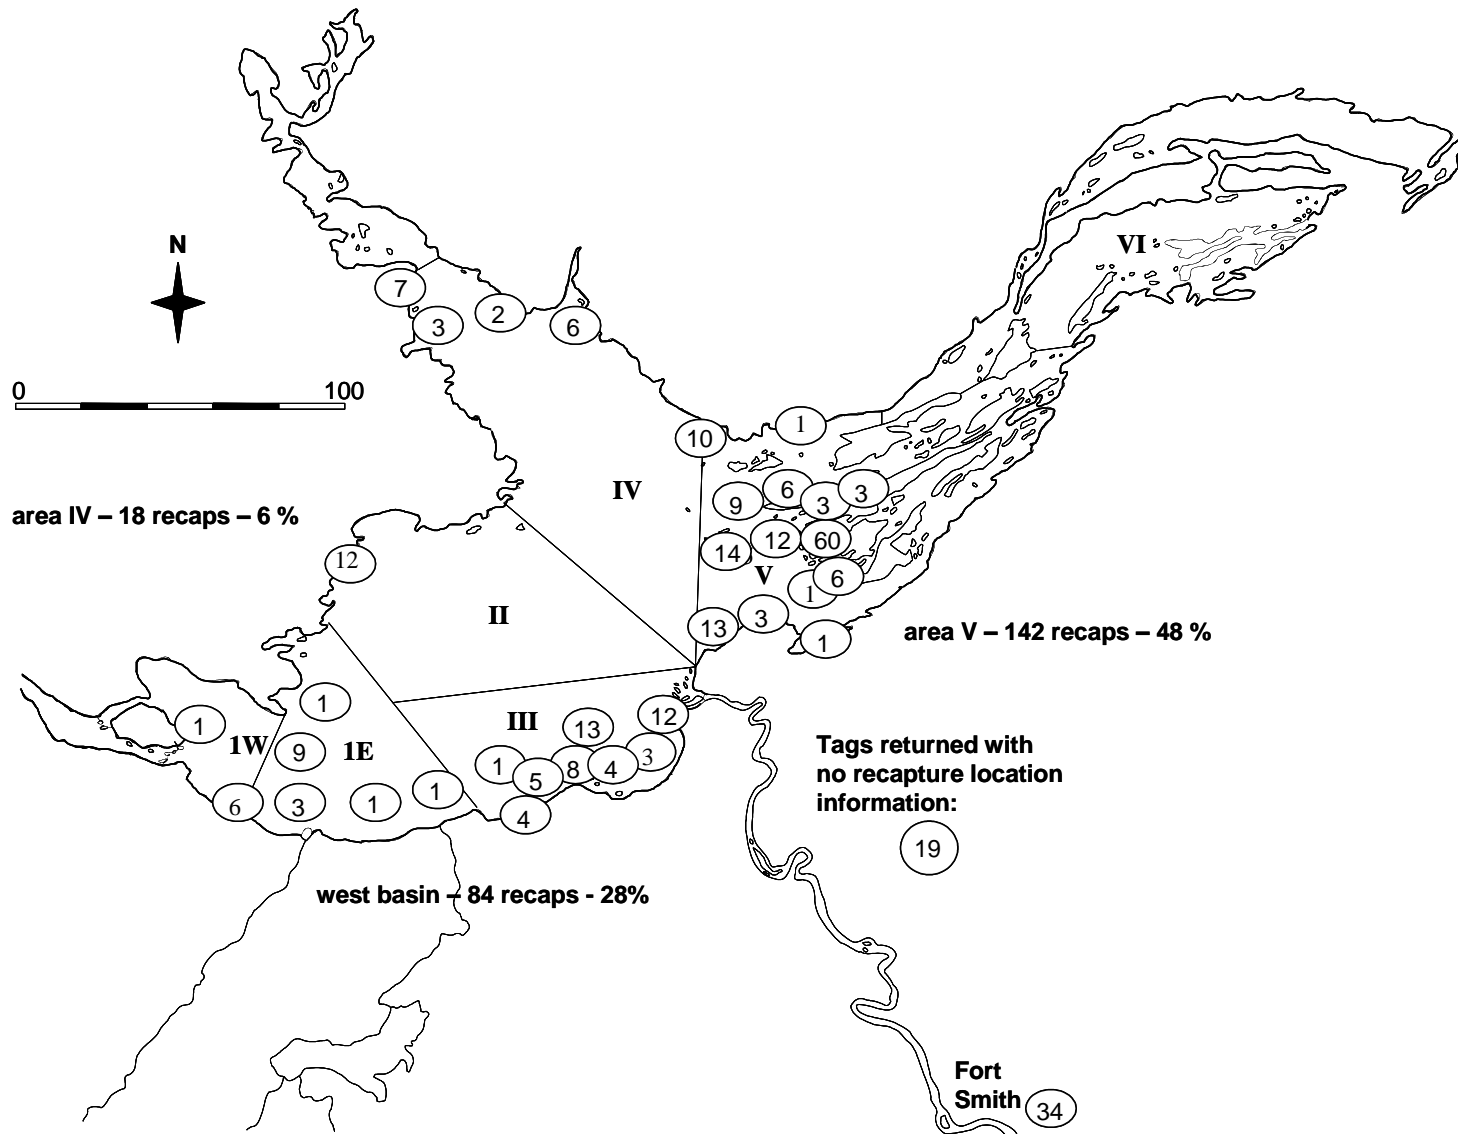 VI
N
7
3
2
6
0 100
10
1
IV
area IV – 18 recaps – 6 %
9
6
3
3
12
14
12
60
V
1
6
II
13
3
1
area V – 142 recaps – 48 %
1
1
1W
9
1E
6
3
1
1
III
13
12
1
5
8
4
3
4
Tags returned with
no recapture location
information:
19
west basin – 84 recaps - 28%
Fort
Smith 34